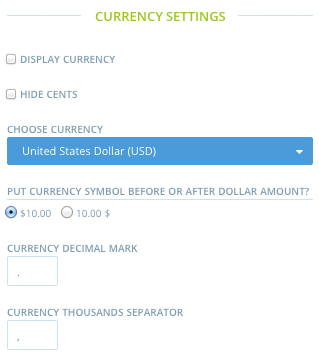 CURRENCY SETTINGS
DISPLAY CURRENCY
HIDE CENTS
CHOOSE CURRENCY
United States Dollar (USD)
PUT CURRENCY SYMBOL BEFORE OR AFTER DOLLAR AMOUNT?
$10.00 10.00 $
CURRENCY DECIMAL MARK
.
CURRENCY THOUSANDS SEPARATOR
,